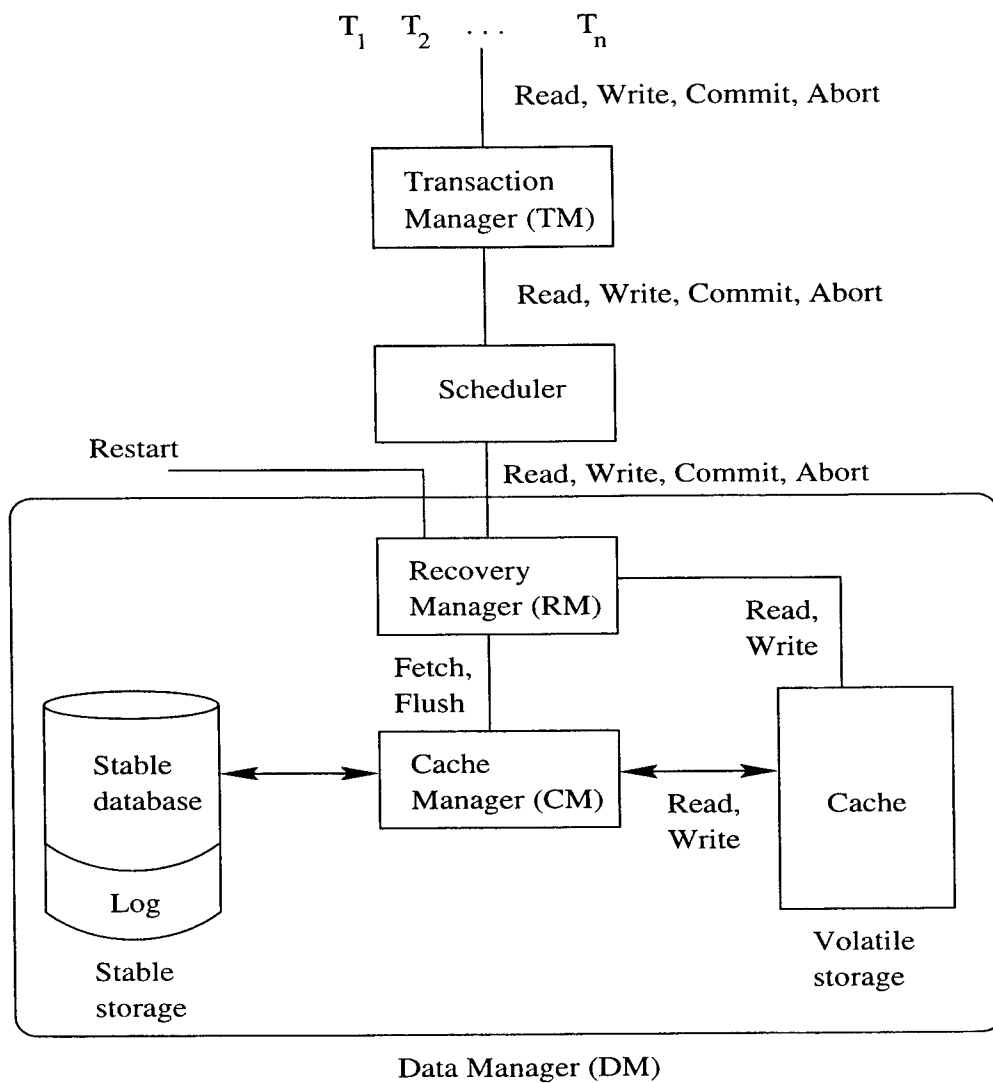 T1 T2 ... Tn
Read, Write, Commit, Abort
Transaction
Manager (TM)
Read, Write, Commit, Abort
Scheduler
Restart
Read, Write, Commit, Abort
Recovery
Manager (RM)
Read,
Write
Fetch,
Flush
Stable
database
Cache
Manager (CM)
Read,
Write
Cache
Log
Stable
storage
Volatile
storage
Data Manager (DM)